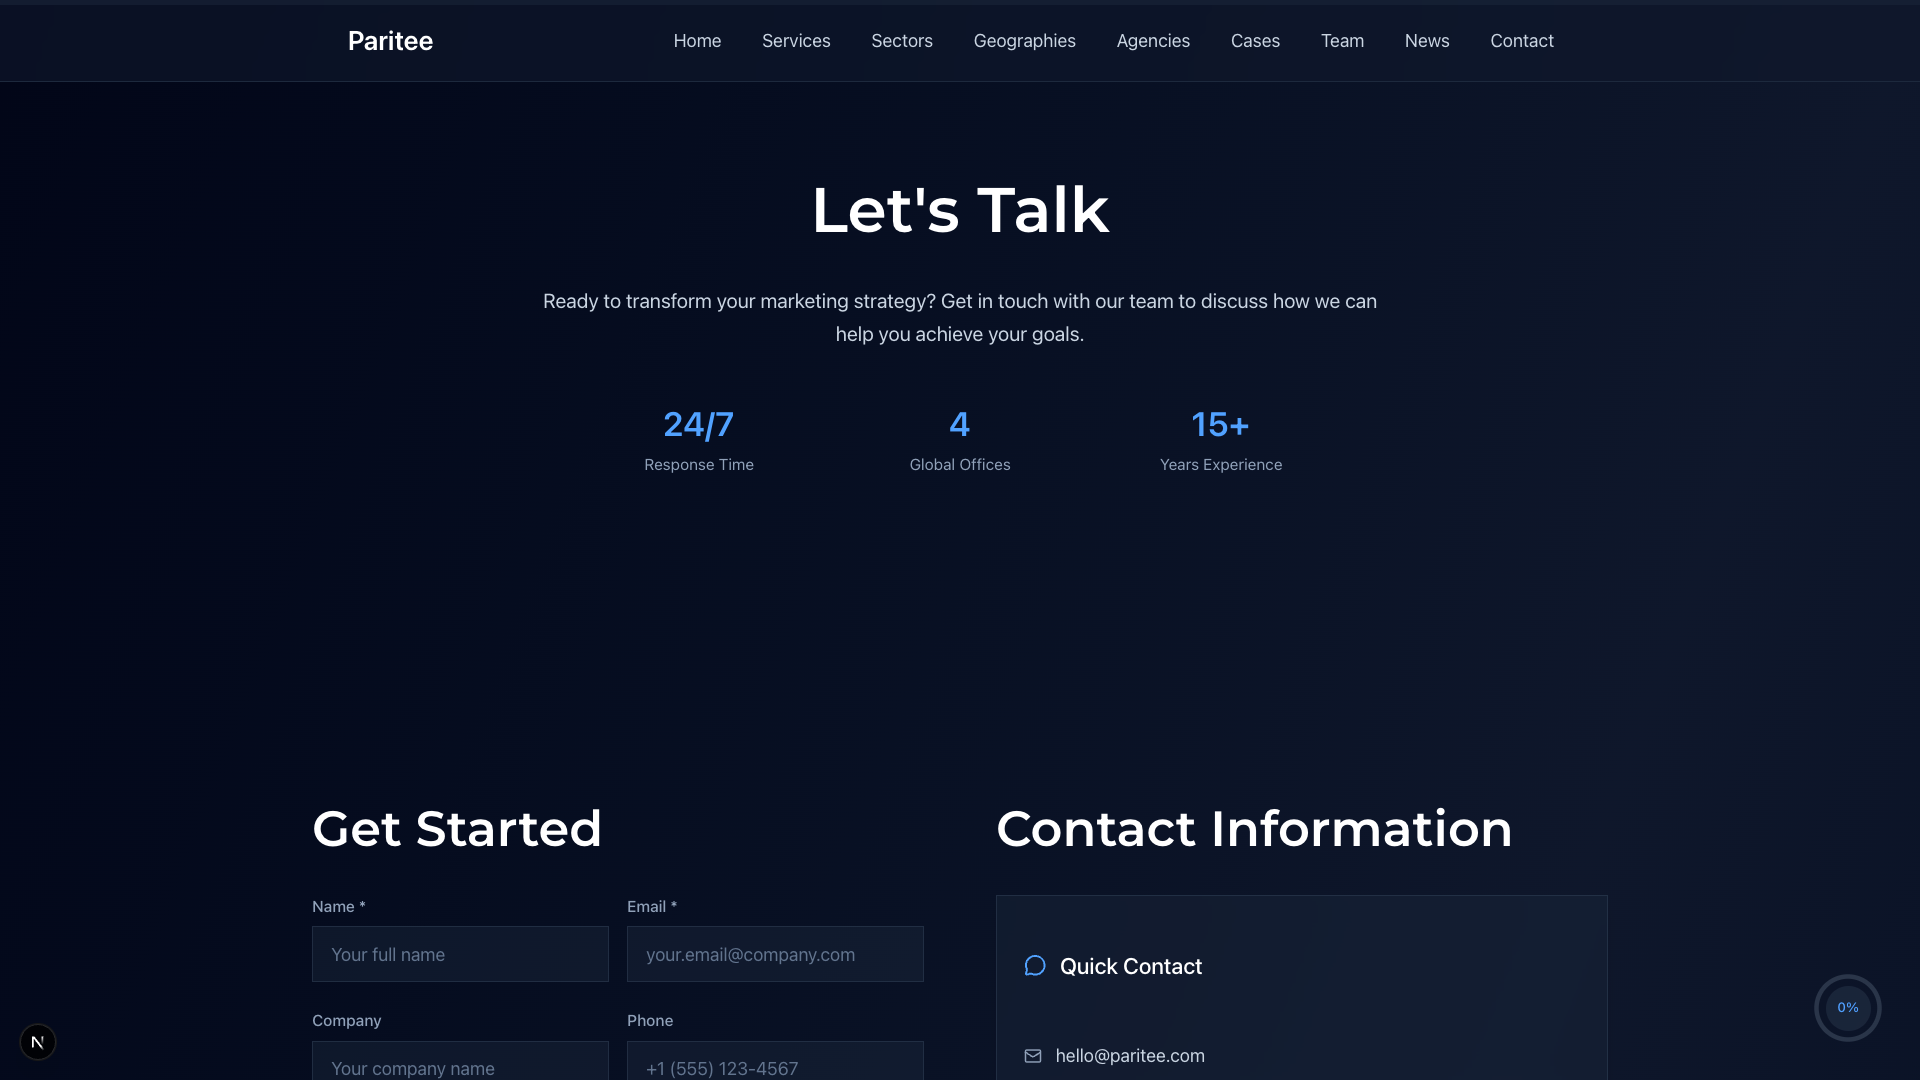 Paritee
Home Services Sectors Geographies Agencies Cases Team News Contact
Let's Talk
Ready to transform your marketing strategy? Get in touch with our team to discuss how we can
help you achieve your goals.
24/7
Response Time
4
Global Offices
15+
Years Experience
Get Started
Name *
Your full name
Email *
your.email@company.com
Company
Your company name
Phone
+1 (555) 123-4567
Contact Information
Quick Contact
hello@paritee.com
0%
N